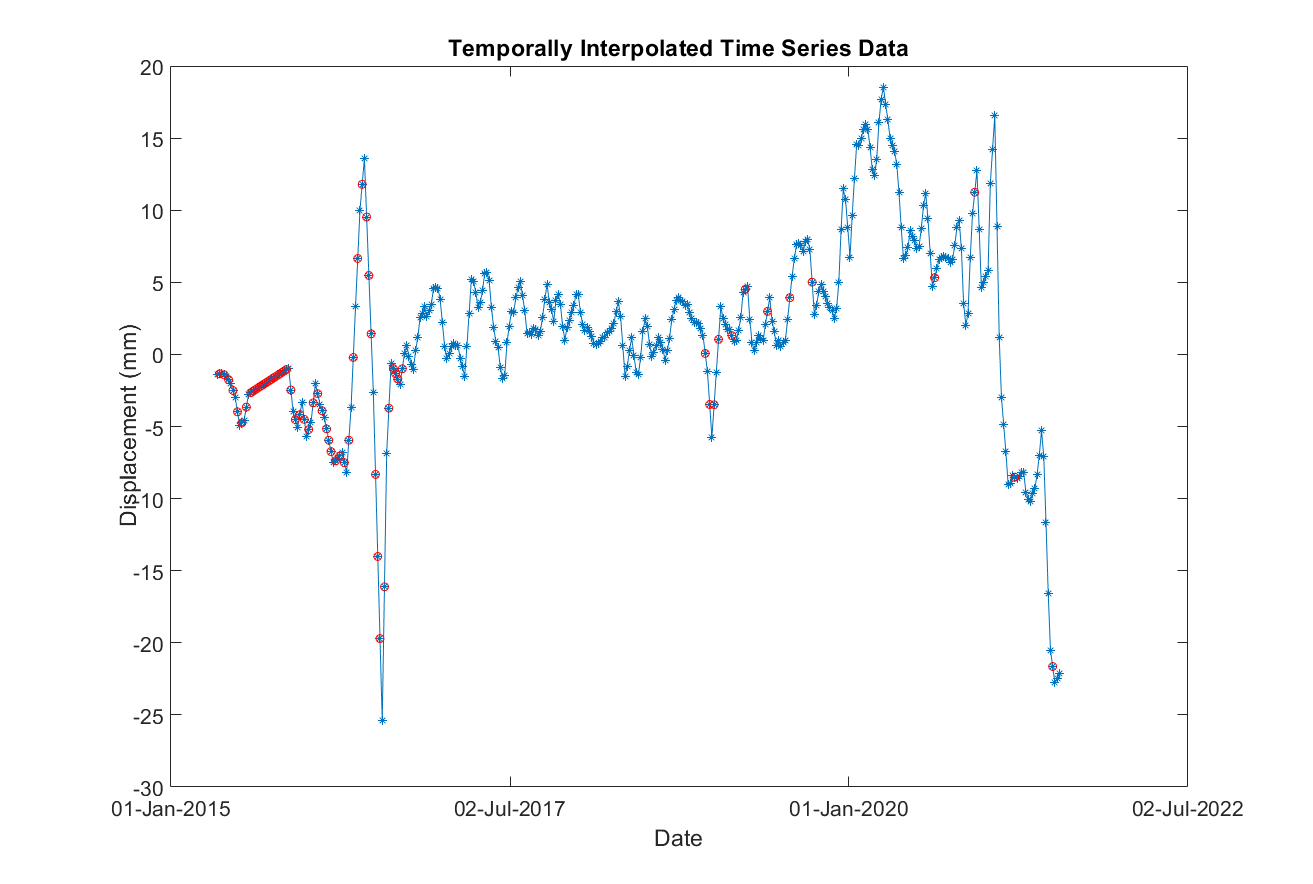 Temporally Interpolated Time Series Data
20
15
10
5
0
-5
-10
-15
-20
-25
-30
Displacement (mm)
01-Jan-2015 02-Jul-2017 01-Jan-2020 02-Jul-2022
Date